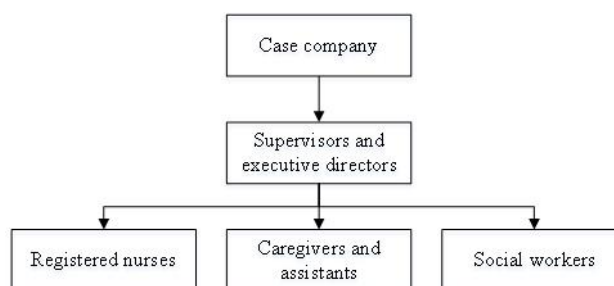 Case company
Supervisors and
executive directors
Registered nurses
Caregivers and
assistants
Social workers